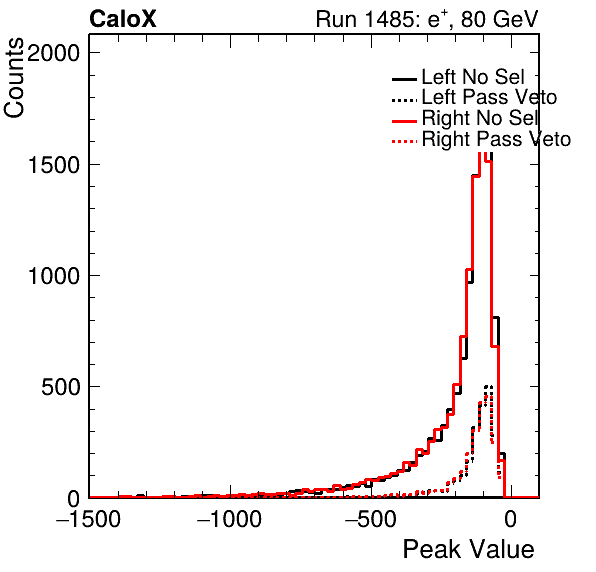 CaloX Run 1485: e+, 80 GeV
Counts
2000
1500
1000
500
0
Left No Sel
Left Pass Veto
Right No Sel
Right Pass Veto
−1500 −1000 −500 0
Peak Value